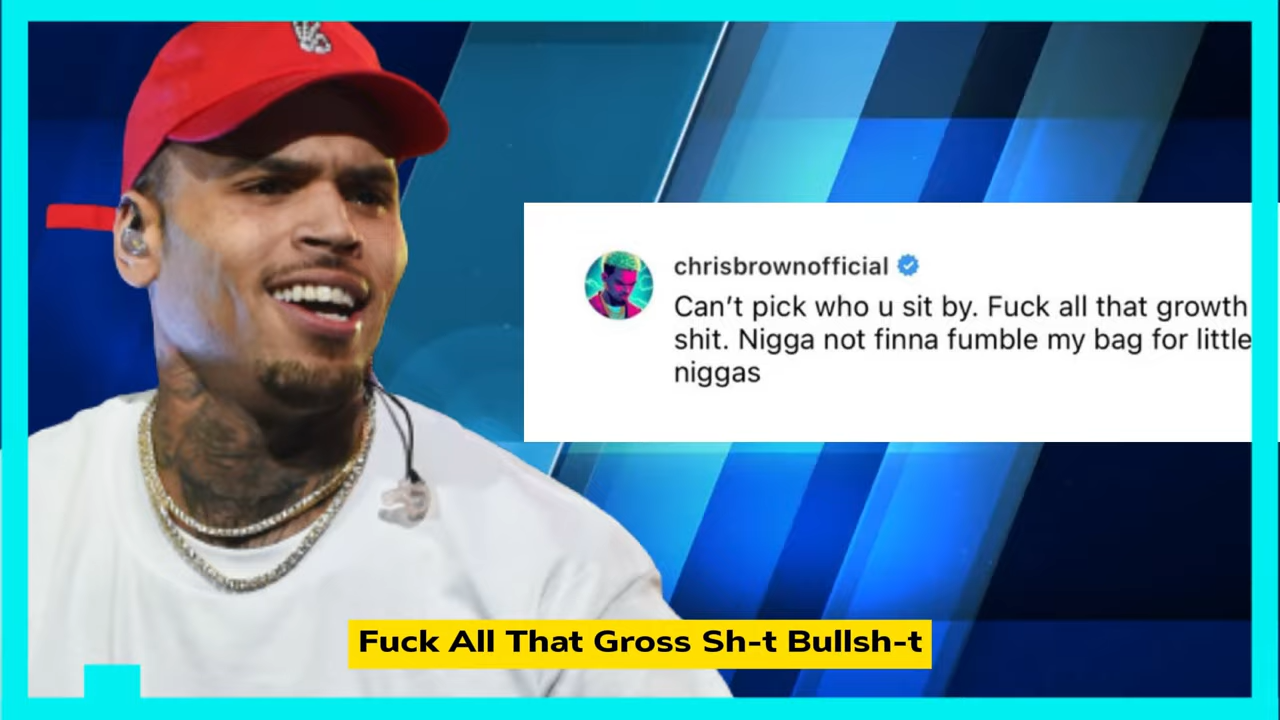 chrisbrownofficial
Can’t pick who u sit by. Fuck all that growth
shit. Nigga not finna fumble my bag for little
niggas
Fuck All That Gross Sh-t Bullsh-t